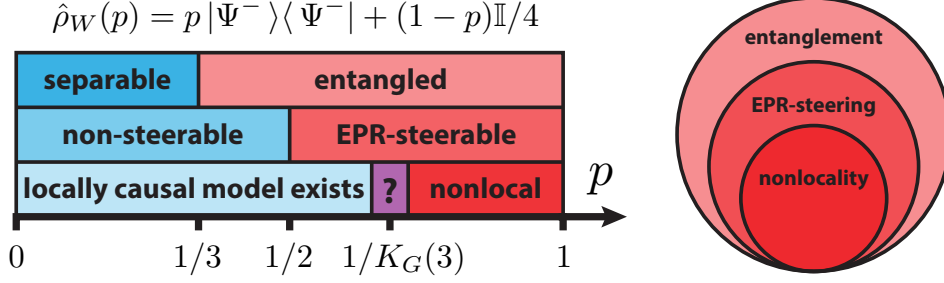 ρ̂_W(p) = p |Ψ⁻⟩⟨Ψ⁻| + (1 − p)𝕀/4
separable entangled
non-steerable EPR-steerable
locally causal model exists ? nonlocal
p
0 1/3 1/2 1/K_G(3) 1
entanglement
EPR-steering
nonlocality